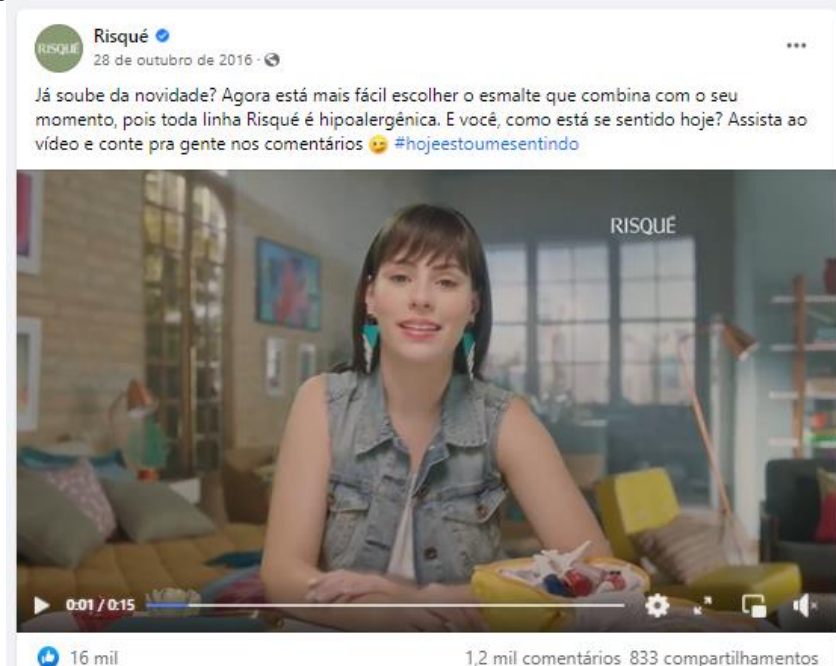 RISQUÉ
Risqué
28 de outubro de 2016 ·
Já soube da novidade? Agora está mais fácil escolher o esmalte que combina com o seu
momento, pois toda linha Risqué é hipoalergênica. E você, como está se sentido hoje? Assista ao
vídeo e conte pra gente nos comentários 😉 #hojeestoumesentindo
RISQUÉ
0:01 / 0:15
16 mil
1,2 mil comentários 833 compartilhamentos